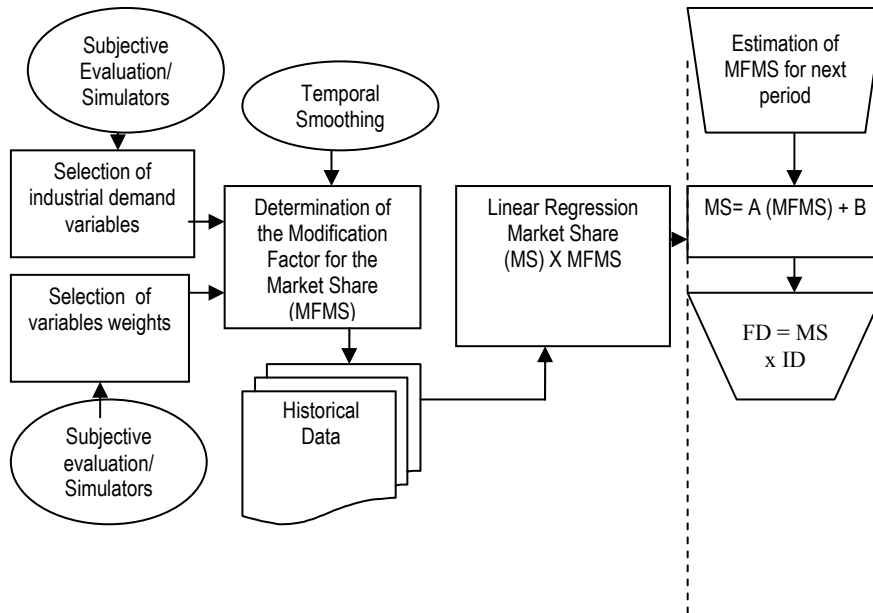 Subjective
Evaluation/
Simulators
Selection of
industrial demand
variables
Selection of
variables weights
Subjective
evaluation/
Simulators
Temporal
Smoothing
Determination of
the Modification
Factor for the
Market Share
(MFMS)
Historical
Data
Linear Regression
Market Share
(MS) X MFMS
Estimation of
MFMS for next
period
MS= A (MFMS) + B
FD = MS
x ID